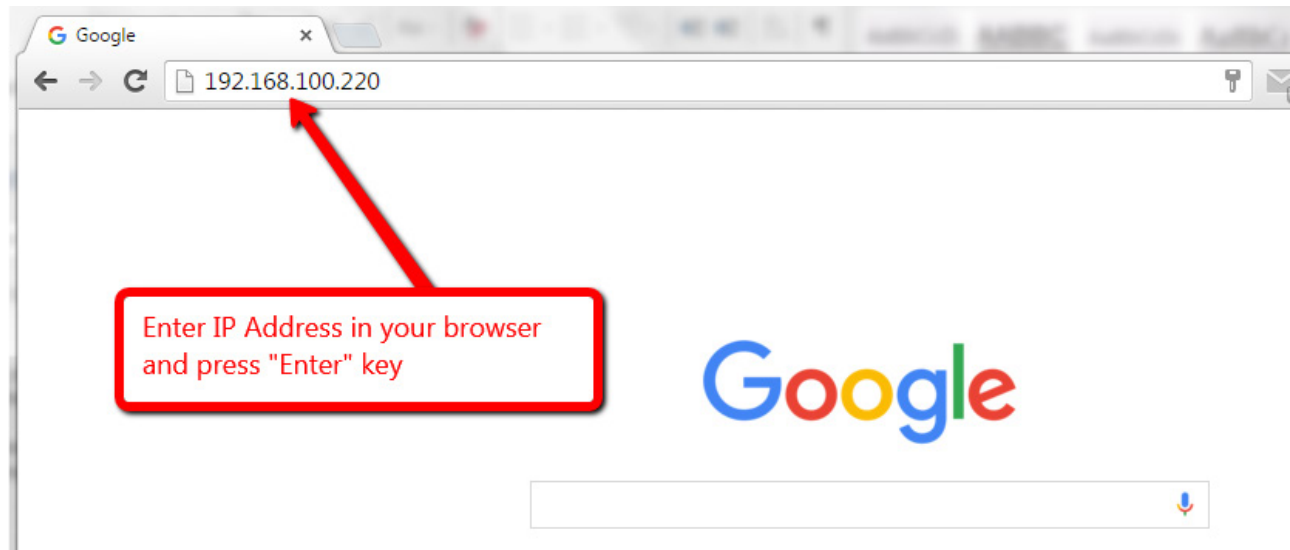 Google
192.168.100.220
Enter IP Address in your browser
and press "Enter" key
Google